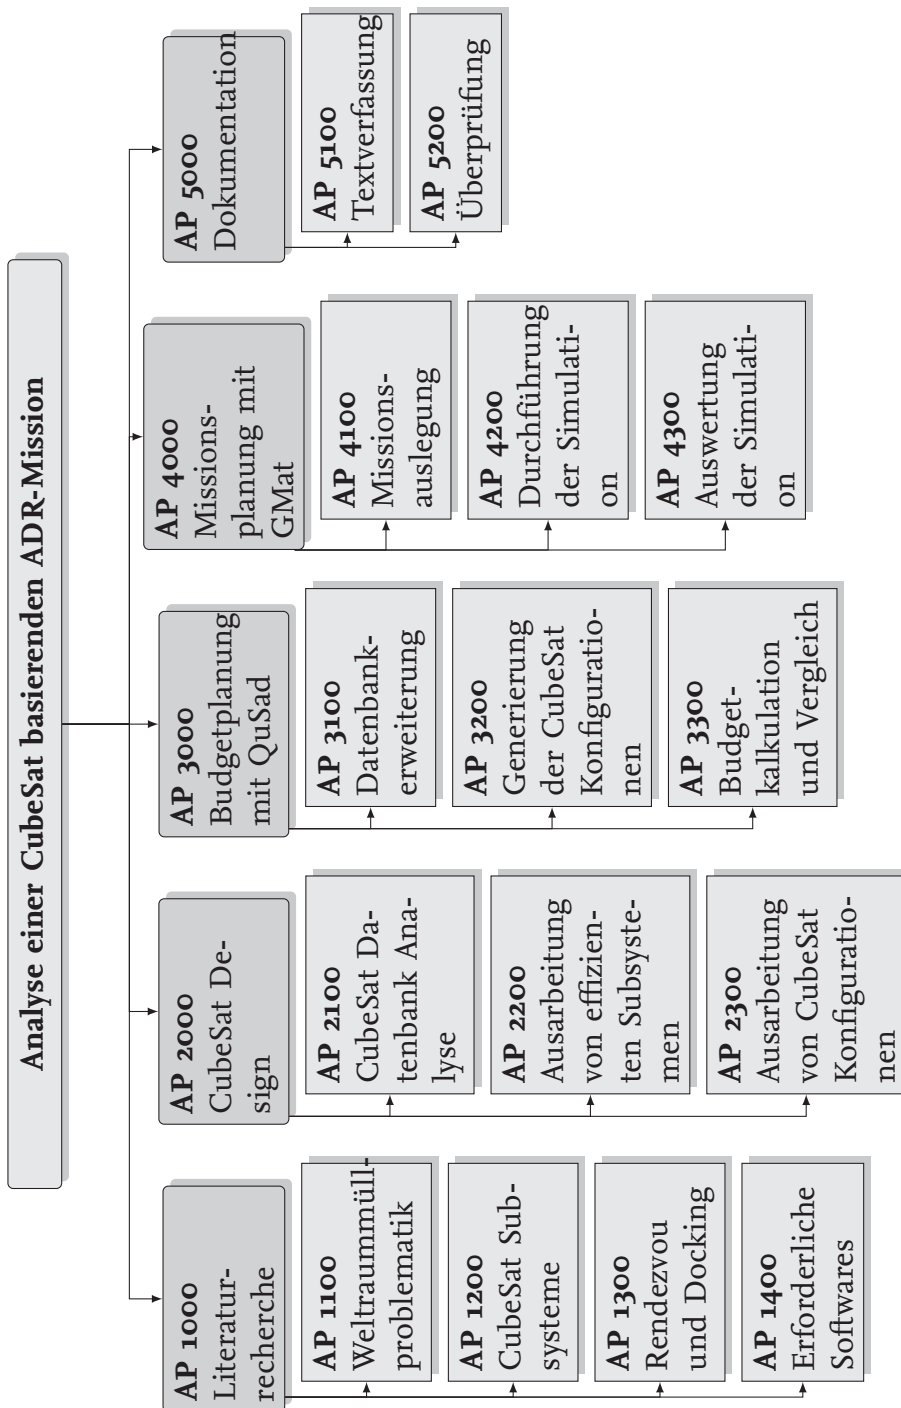 Analyse einer CubeSat basierenden ADR-Mission
AP 1000
Literatur-
recherche
AP 1100
Weltraummüll-
problematik
AP 1200
CubeSat Sub-
systeme
AP 1300
Rendezvou
und Docking
AP 1400
Erforderliche
Softwares
AP 2000
CubeSat De-
sign
AP 2100
CubeSat Da-
tenbank Ana-
lyse
AP 2200
Ausarbeitung
von effizien-
ten Subsyste-
men
AP 2300
Ausarbeitung
von CubeSat
Konfiguratio-
nen
AP 3000
Budgetplanung
mit QuSad
AP 3100
Datenbank-
erweiterung
AP 3200
Generierung
der CubeSat
Konfiguratio-
nen
AP 3300
Budget-
kalkulation
und Vergleich
AP 4000
Missions-
planung mit
GMat
AP 4100
Missions-
auslegung
AP 4200
Durchführung
der Simulati-
on
AP 4300
Auswertung
der Simulati-
on
AP 5000
Dokumentation
AP 5100
Textverfassung
AP 5200
Überprüfung